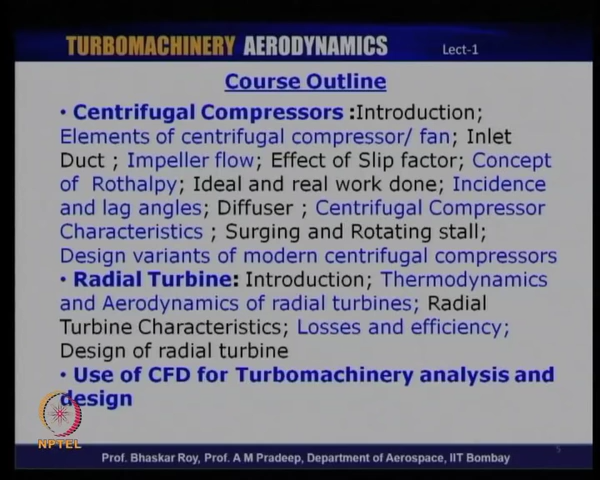 TURBOMACHINERY AERODYNAMICS Lect-1
Course Outline
• Centrifugal Compressors :Introduction;
Elements of centrifugal compressor/ fan; Inlet
Duct ; Impeller flow; Effect of Slip factor; Concept
of Rothalpy; Ideal and real work done; Incidence
and lag angles; Diffuser ; Centrifugal Compressor
Characteristics ; Surging and Rotating stall;
Design variants of modern centrifugal compressors
• Radial Turbine: Introduction; Thermodynamics
and Aerodynamics of radial turbines; Radial
Turbine Characteristics; Losses and efficiency;
Design of radial turbine
• Use of CFD for Turbomachinery analysis and
design
NPTEL
Prof. Bhaskar Roy, Prof. A M Pradeep, Department of Aerospace, IIT Bombay
5